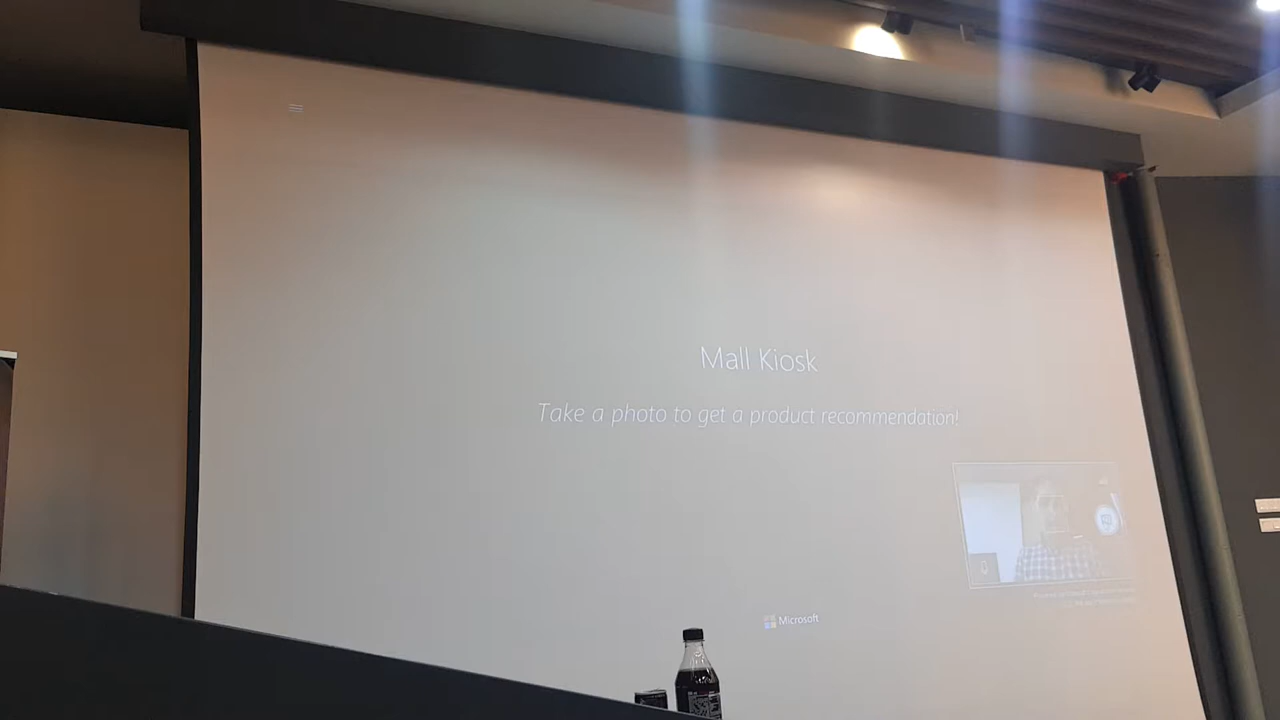 Mall Kiosk
Take a photo to get a product recommendation!
Microsoft